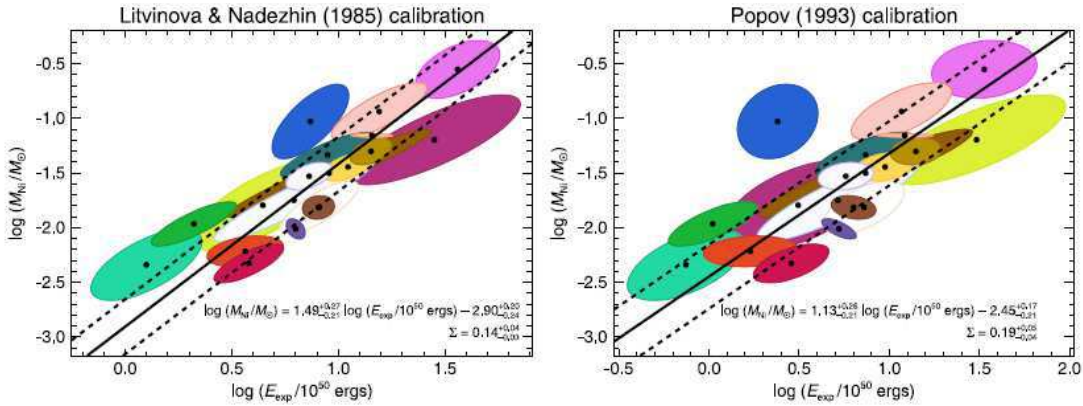 Litvinova & Nadezhin (1985) calibration
log (M_Ni/M_⊙)
-0.5
-1.0
-1.5
-2.0
-2.5
-3.0
log (M_Ni/M_⊙) = 1.49^{+0.27}_{-0.21} log (E_exp/10^50 ergs) − 2.90^{+0.20}_{-0.24}
Σ = 0.14^{+0.04}_{-0.03}
0.0 0.5 1.0 1.5
log (E_exp/10^50 ergs)
Popov (1993) calibration
log (M_Ni/M_⊙)
-0.5
-1.0
-1.5
-2.0
-2.5
-3.0
log (M_Ni/M_⊙) = 1.13^{+0.26}_{-0.21} log (E_exp/10^50 ergs) − 2.45^{+0.17}_{-0.21}
Σ = 0.19^{+0.05}_{-0.04}
-0.5 0.0 0.5 1.0 1.5 2.0
log (E_exp/10^50 ergs)